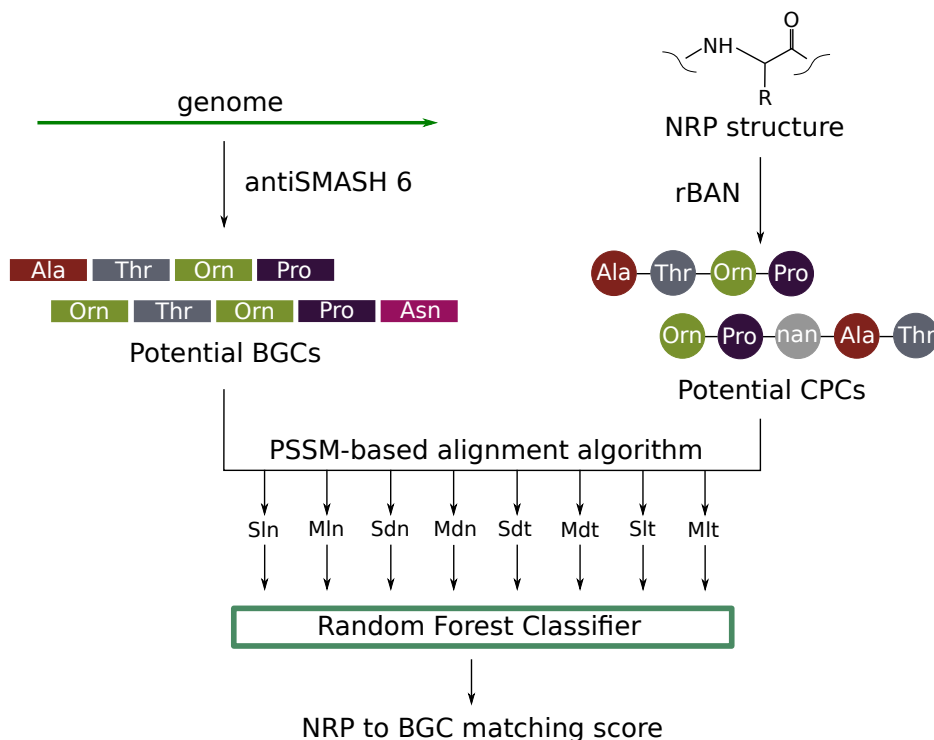 NH
O
R
genome
NRP structure
antiSMASH 6
rBAN
Ala Thr Orn Pro
Orn Thr Orn Pro Asn
Potential BGCs
Ala Thr Orn Pro
Orn Pro nan Ala Thr
Potential CPCs
PSSM-based alignment algorithm
Sln Mln Sdn Mdn Sdt Mdt Slt Mlt
Random Forest Classifier
NRP to BGC matching score